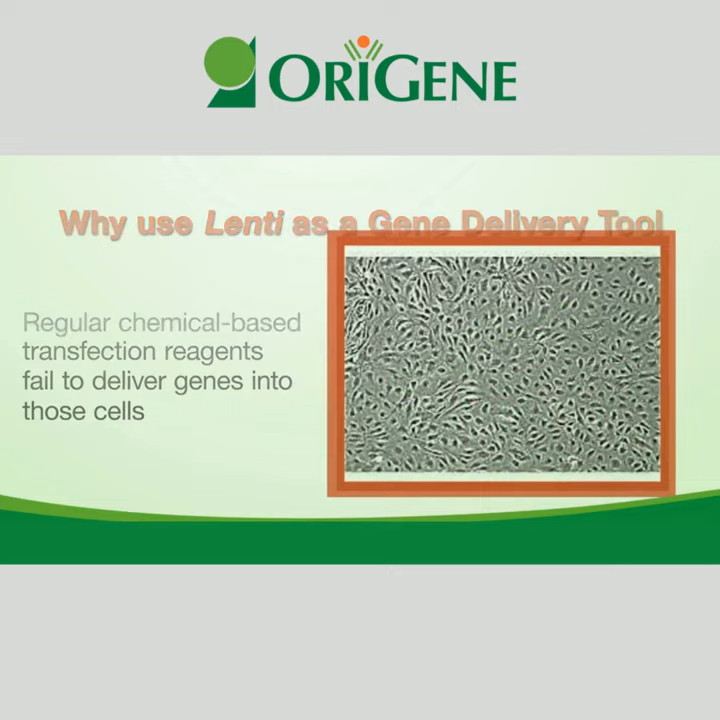 ORIGENE
Why use Lenti as a Gene Delivery Tool
Regular chemical-based
transfection reagents
fail to deliver genes into
those cells